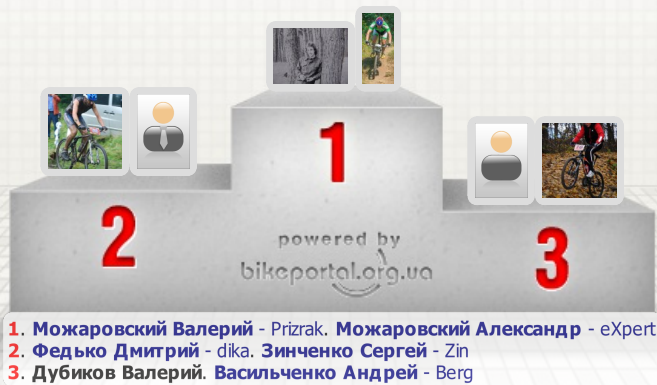 1
2
3
powered by
bikeportal.org.ua
1. Можаровский Валерий - Prizrak. Можаровский Александр - eXpert
2. Федько Дмитрий - dika. Зинченко Сергей - Zin
3. Дубиков Валерий. Васильченко Андрей - Berg